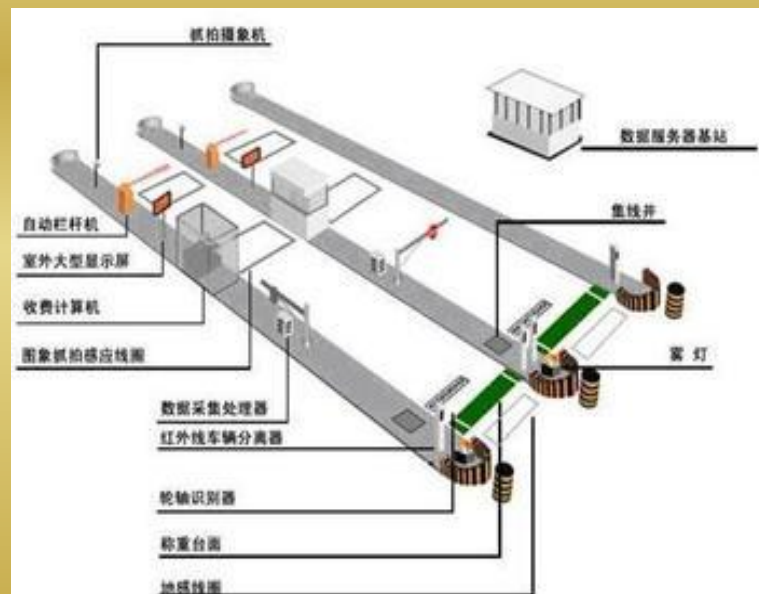 抓拍摄象机
数据服务器基站
集线井
自动栏杆机
室外大型显示屏
收费计算机
图象抓拍感应线圈
雾 灯
数据采集处理器
红外线车辆分离器
轮轴识别器
称重台面
地感线圈